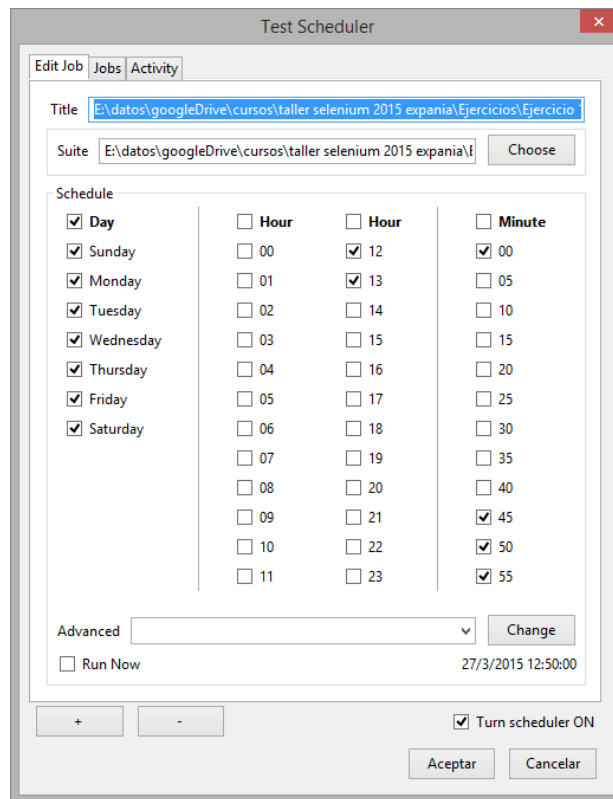 Test Scheduler
Edit Job Jobs Activity
Title E:\datos\googleDrive\cursos\taller selenium 2015 expania\Ejercicios\Ejercicio 1
Suite E:\datos\googleDrive\cursos\taller selenium 2015 expania\E Choose
Schedule
Day Hour Hour Minute
Sunday 00 12 00
Monday 01 13 05
Tuesday 02 14 10
Wednesday 03 15 15
Thursday 04 16 20
Friday 05 17 25
Saturday 06 18 30
07 19 35
08 20 40
09 21 45
10 22 50
11 23 55
Advanced Change
Run Now 27/3/2015 12:50:00
+ - Turn scheduler ON
Aceptar Cancelar